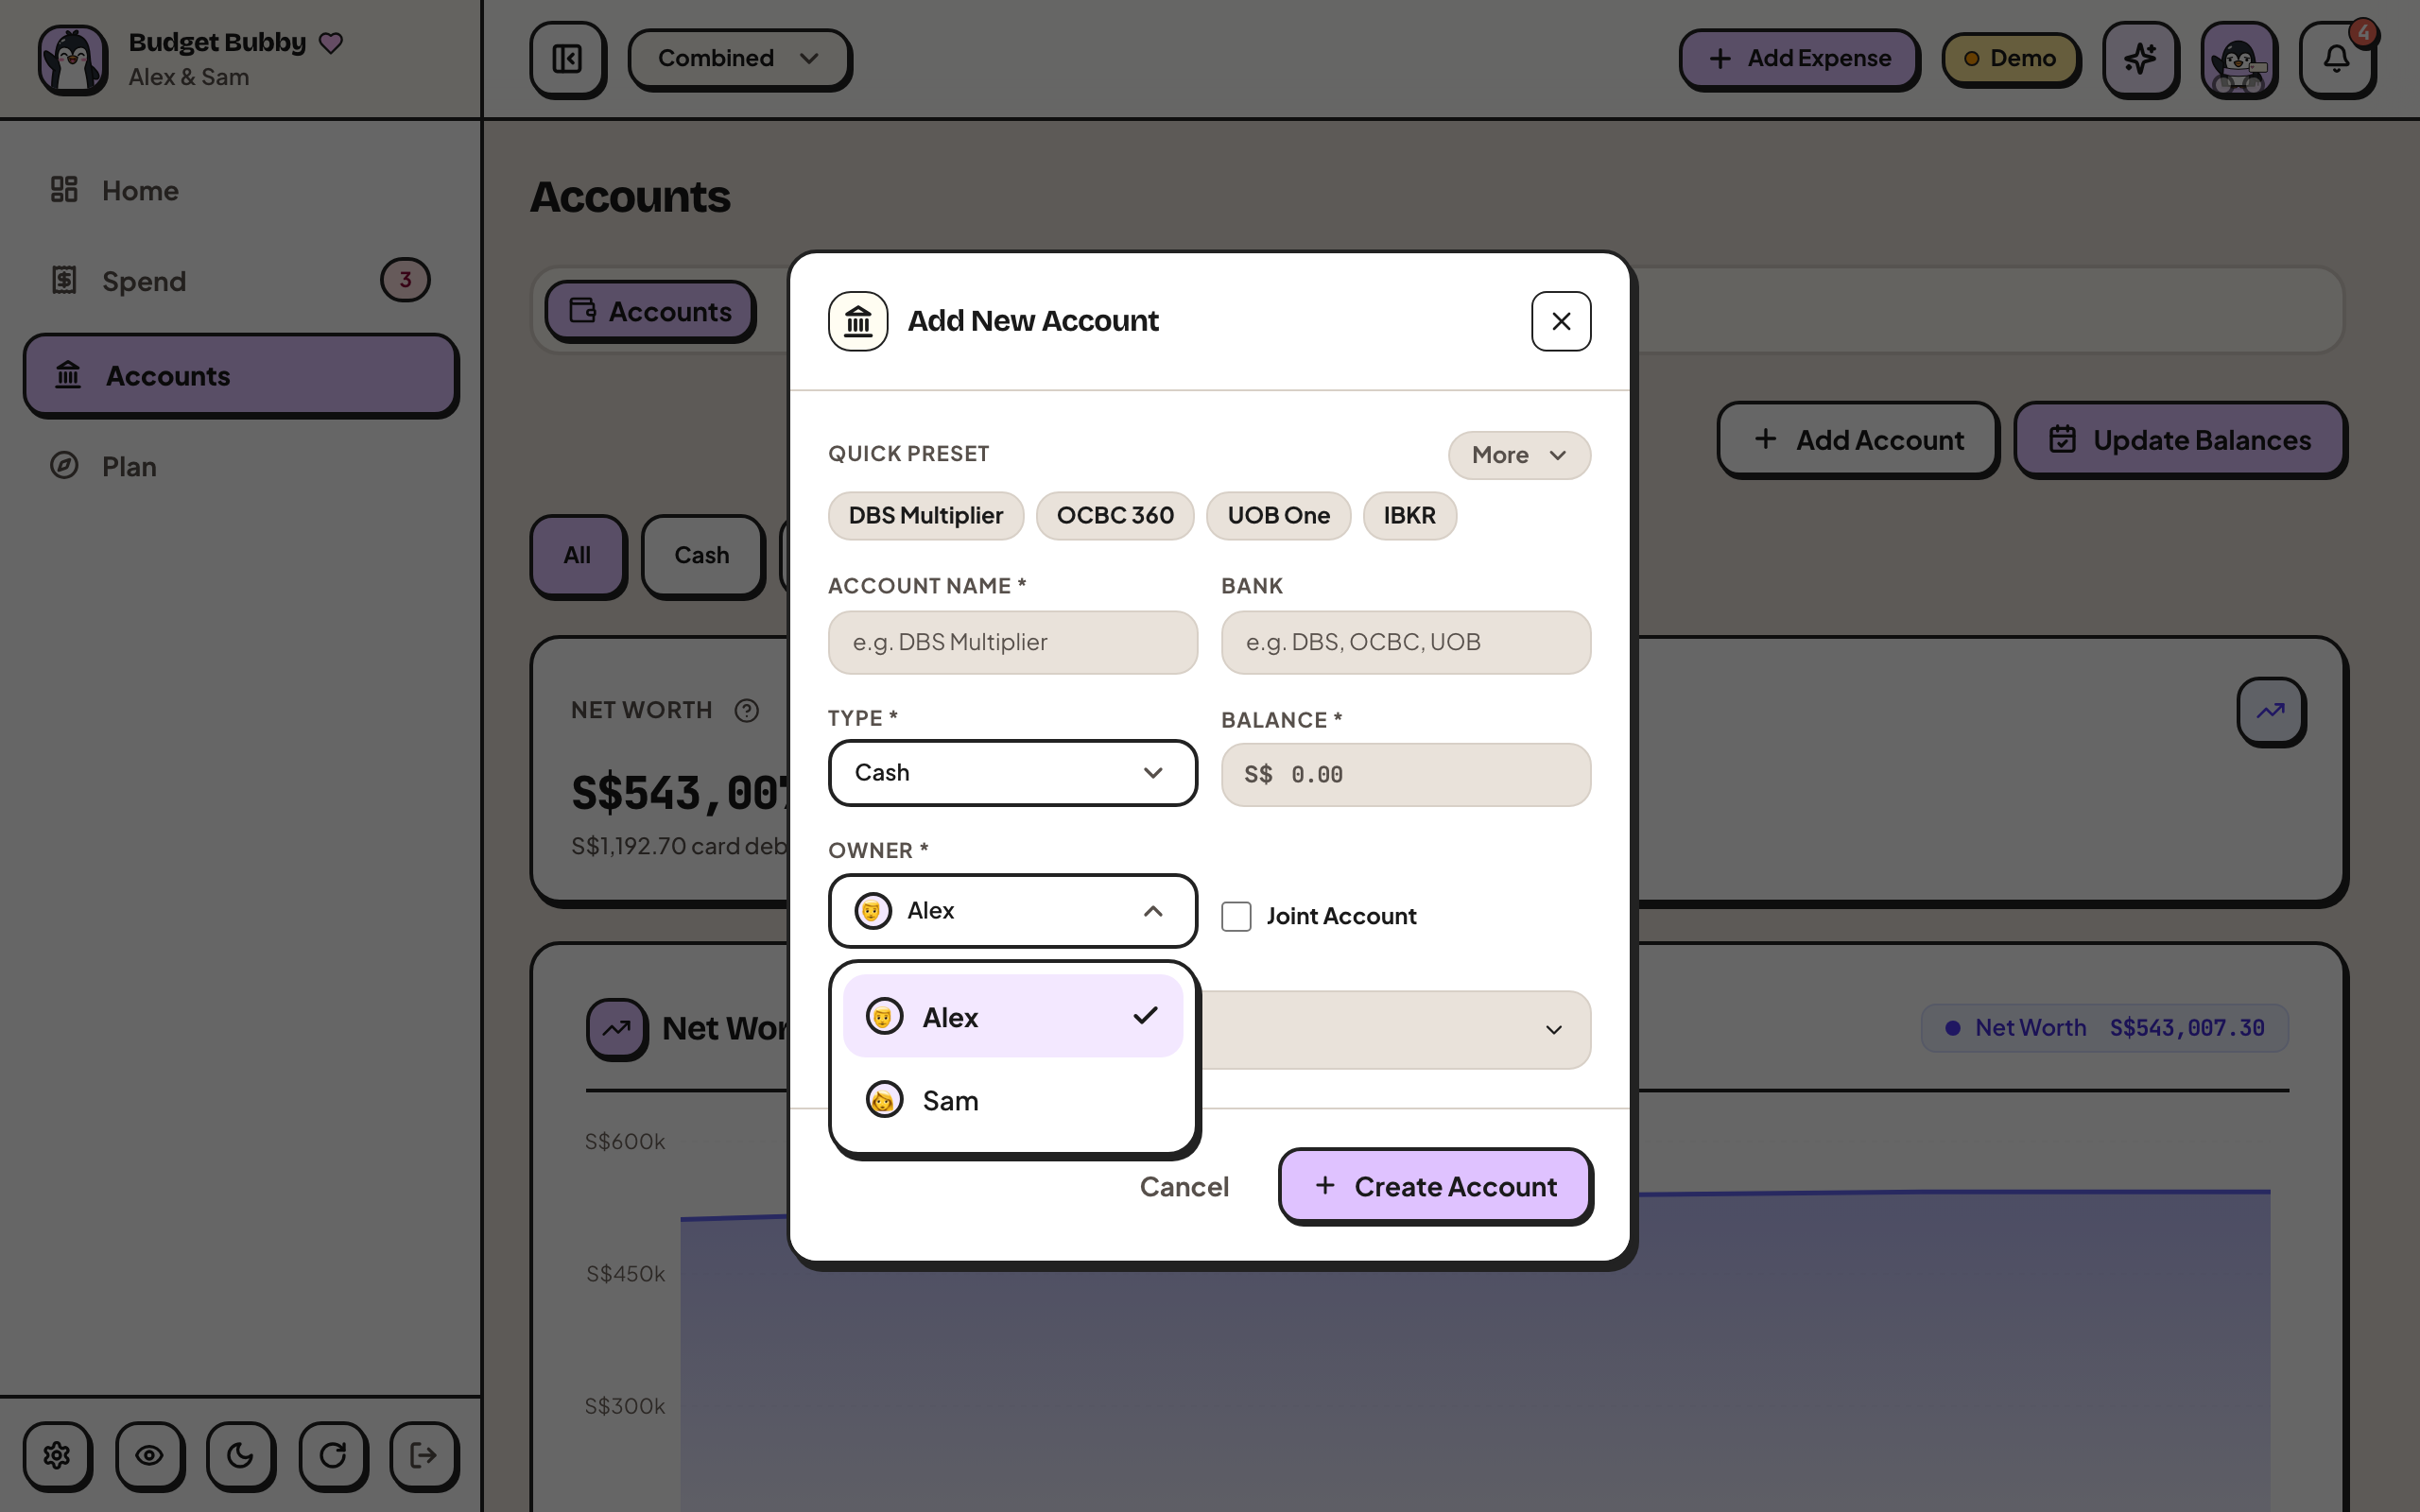 Budget Bubby
Alex & Sam
Combined
Add Expense
Demo
4
Home
Spend
3
Accounts
Plan
Accounts
Accounts
Add Account
Update Balances
All
Cash
NET WORTH
S$543,007
S$1,192.70 card deb
Net Wor
Net Worth S$543,007.30
S$600k
S$450k
S$300k
Add New Account
QUICK PRESET
More
DBS Multiplier
OCBC 360
UOB One
IBKR
ACCOUNT NAME *
BANK
e.g. DBS Multiplier
e.g. DBS, OCBC, UOB
TYPE *
BALANCE *
Cash
S$ 0.00
OWNER *
Alex
Joint Account
Alex
Sam
Cancel
Create Account